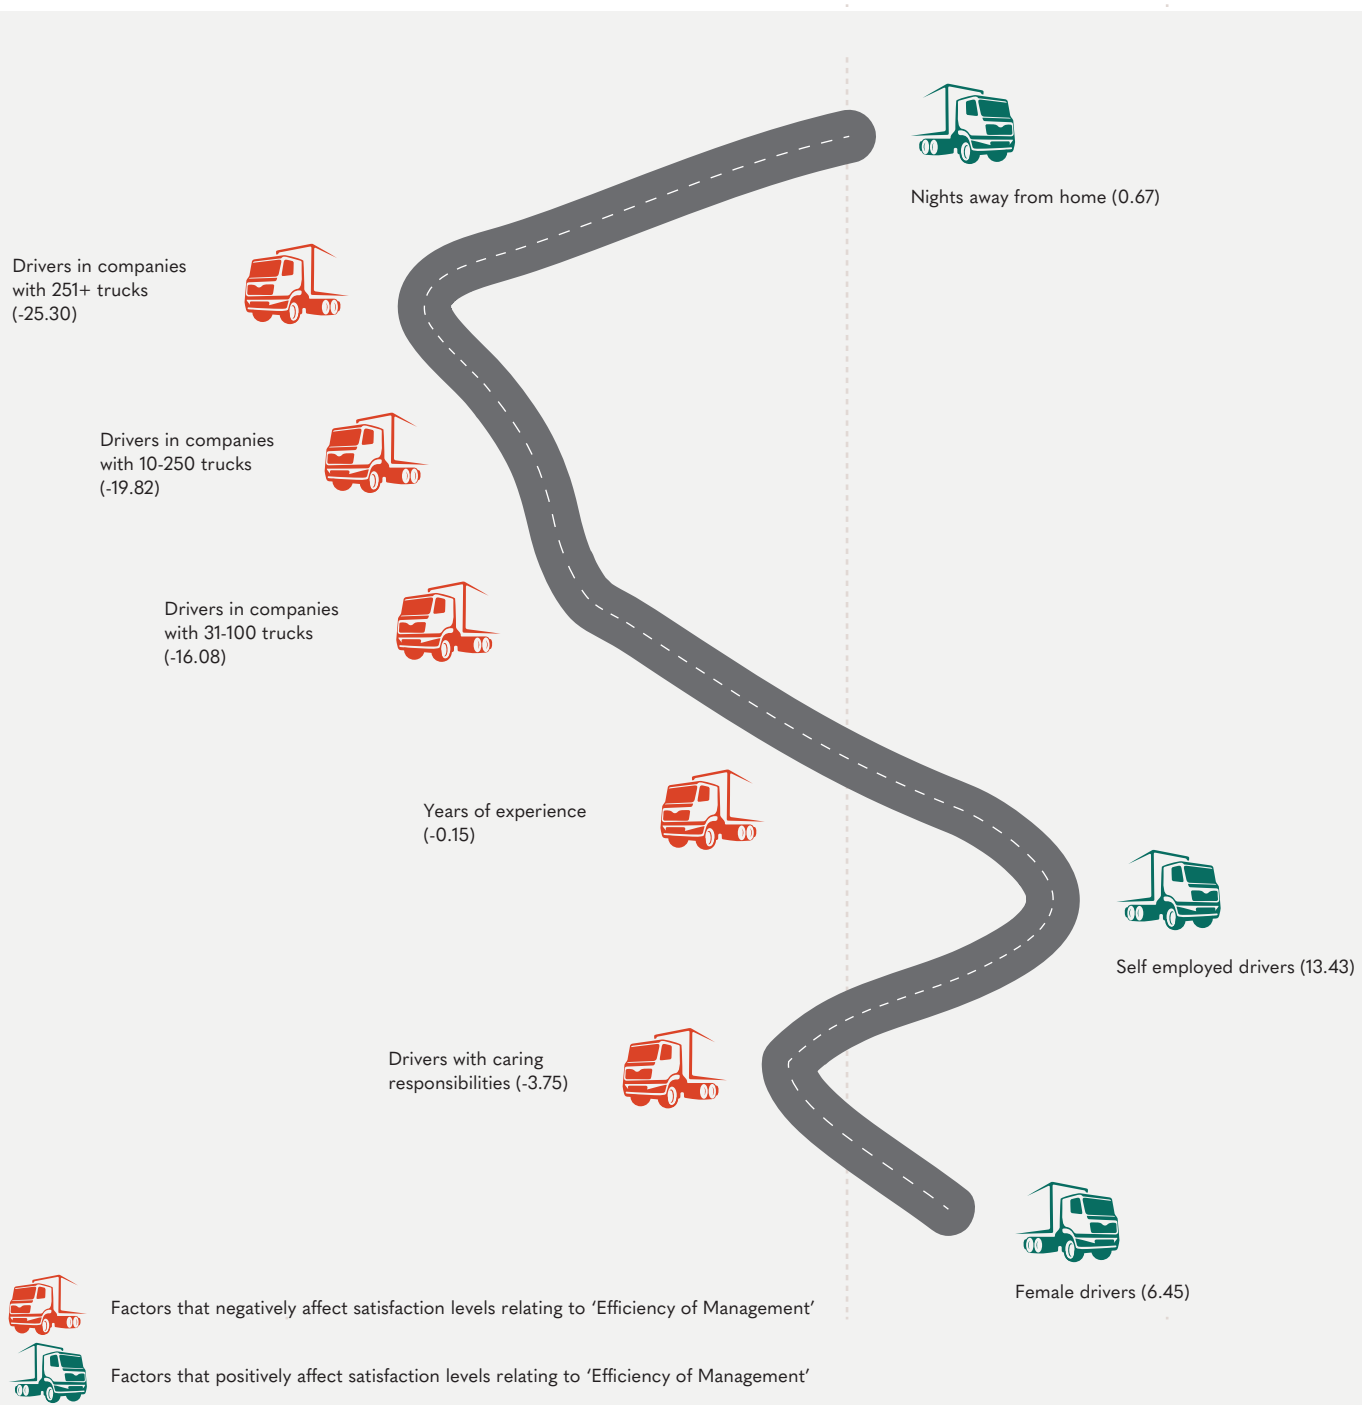 Nights away from home (0.67)
Drivers in companies
with 251+ trucks
(-25.30)
Drivers in companies
with 10-250 trucks
(-19.82)
Drivers in companies
with 31-100 trucks
(-16.08)
Years of experience
(-0.15)
Self employed drivers (13.43)
Drivers with caring
responsibilities (-3.75)
Female drivers (6.45)
Factors that negatively affect satisfaction levels relating to ‘Efficiency of Management’
Factors that positively affect satisfaction levels relating to ‘Efficiency of Management’